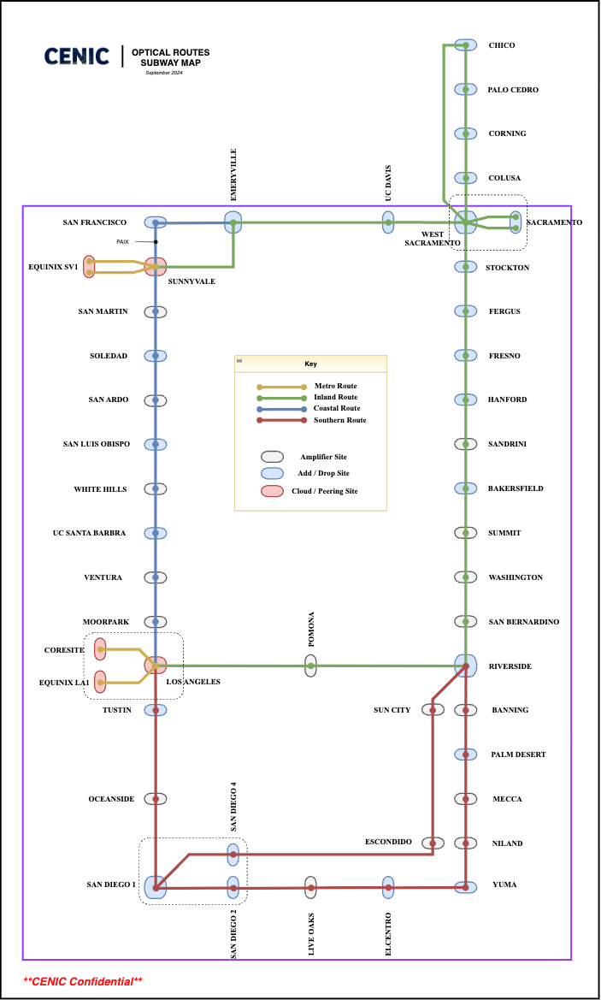 CENIC
OPTICAL ROUTES
SUBWAY MAP
September 2024
CHICO
PALO CEDRO
CORNING
COLUSA
EMERYVILLE
UC DAVIS
SAN FRANCISCO
WEST
SACRAMENTO
SACRAMENTO
PAIX
EQUINIX SV1
SUNNYVALE
STOCKTON
SAN MARTIN
FERGUS
SOLEDAD
FRESNO
SAN ARDO
HANFORD
SAN LUIS OBISPO
SANDRINI
WHITE HILLS
BAKERSFIELD
UC SANTA BARBRA
SUMMIT
VENTURA
WASHINGTON
MOORPARK
SAN BERNARDINO
Key
Metro Route
Inland Route
Coastal Route
Southern Route
Amplifier Site
Add / Drop Site
Cloud / Peering Site
CORESITE
POMONA
RIVERSIDE
EQUINIX LA1
LOS ANGELES
TUSTIN
SUN CITY
BANNING
PALM DESERT
OCEANSIDE
MECCA
SAN DIEGO 4
ESCONDIDO
NILAND
SAN DIEGO 1
YUMA
SAN DIEGO 2
LIVE OAKS
ELCENTRO
**CENIC Confidential**